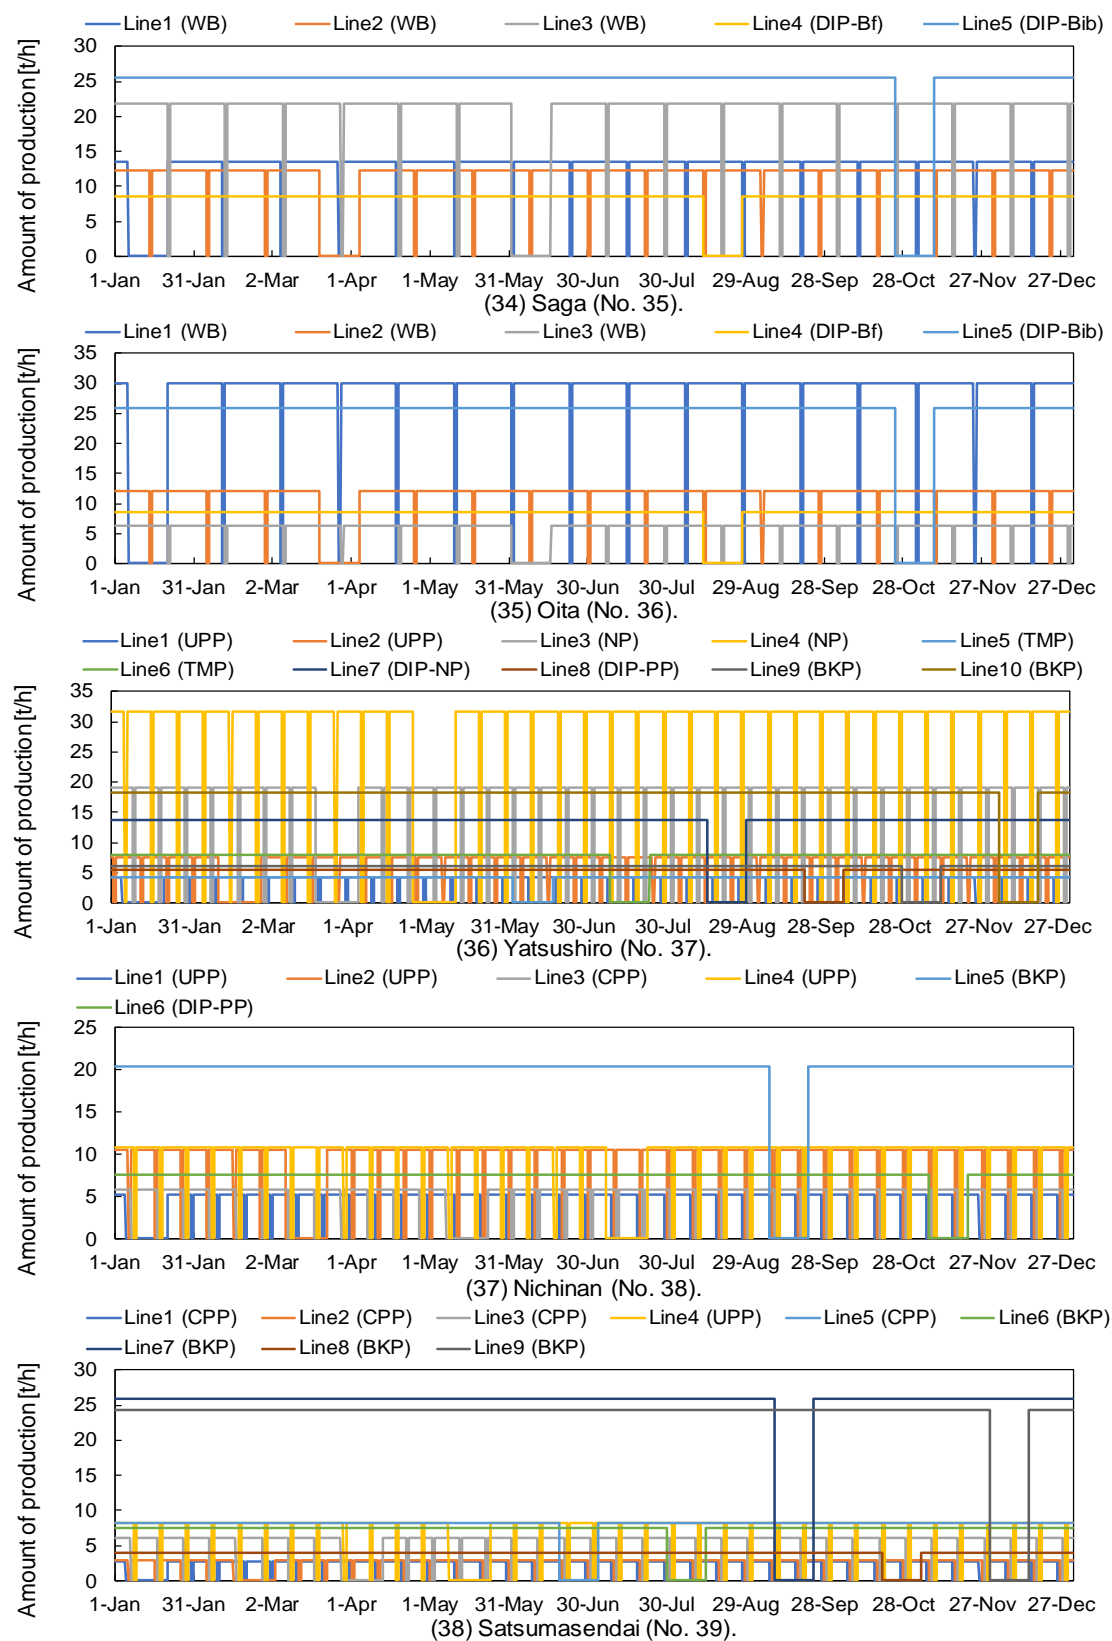 Line1 (WB) Line2 (WB) Line3 (WB) Line4 (DIP-Bf) Line5 (DIP-Bib)
Amount of production [t/h]
30
25
20
15
10
5
0
1-Jan 31-Jan 2-Mar 1-Apr 1-May 31-May 30-Jun 30-Jul 29-Aug 28-Sep 28-Oct 27-Nov 27-Dec
(34) Saga (No. 35).
Line1 (WB) Line2 (WB) Line3 (WB) Line4 (DIP-Bf) Line5 (DIP-Bib)
Amount of production [t/h]
35
30
25
20
15
10
5
0
1-Jan 31-Jan 2-Mar 1-Apr 1-May 31-May 30-Jun 30-Jul 29-Aug 28-Sep 28-Oct 27-Nov 27-Dec
(35) Oita (No. 36).
Line1 (UPP) Line2 (UPP) Line3 (NP) Line4 (NP) Line5 (TMP)
Line6 (TMP) Line7 (DIP-NP) Line8 (DIP-PP) Line9 (BKP) Line10 (BKP)
Amount of production [t/h]
35
30
25
20
15
10
5
0
1-Jan 31-Jan 2-Mar 1-Apr 1-May 31-May 30-Jun 30-Jul 29-Aug 28-Sep 28-Oct 27-Nov 27-Dec
(36) Yatsushiro (No. 37).
Line1 (UPP) Line2 (UPP) Line3 (CPP) Line4 (UPP) Line5 (BKP)
Line6 (DIP-PP)
Amount of production [t/h]
25
20
15
10
5
0
1-Jan 31-Jan 2-Mar 1-Apr 1-May 31-May 30-Jun 30-Jul 29-Aug 28-Sep 28-Oct 27-Nov 27-Dec
(37) Nichinan (No. 38).
Line1 (CPP) Line2 (CPP) Line3 (CPP) Line4 (UPP) Line5 (CPP) Line6 (BKP)
Line7 (BKP) Line8 (BKP) Line9 (BKP)
Amount of production [t/h]
30
25
20
15
10
5
0
1-Jan 31-Jan 2-Mar 1-Apr 1-May 31-May 30-Jun 30-Jul 29-Aug 28-Sep 28-Oct 27-Nov 27-Dec
(38) Satsumasendai (No. 39).